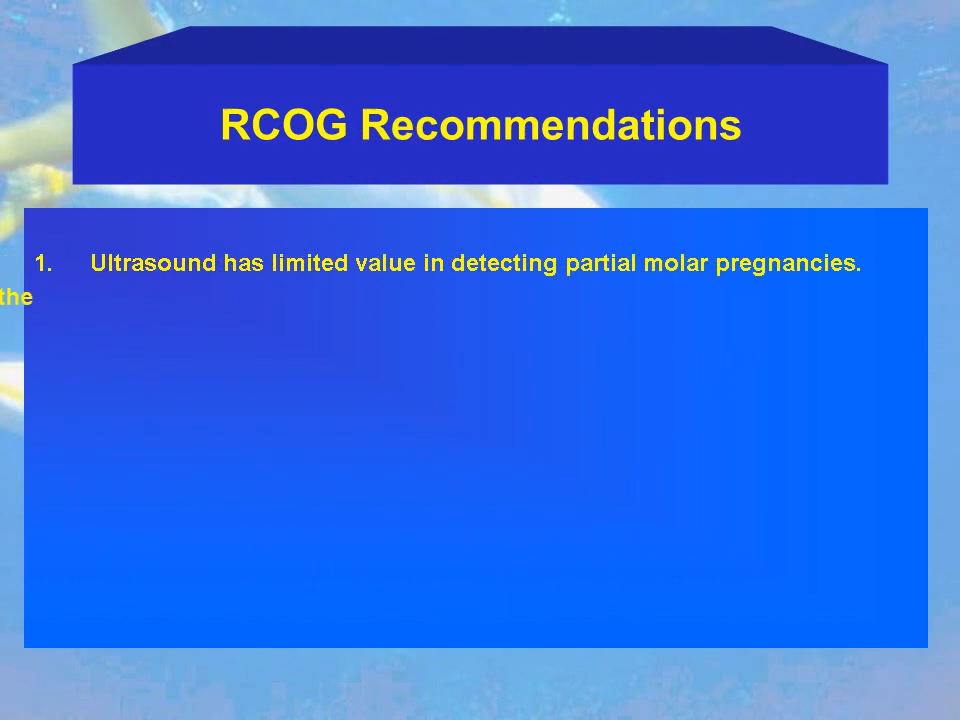 RCOG Recommendations
1. Ultrasound has limited value in detecting partial molar pregnancies.
the